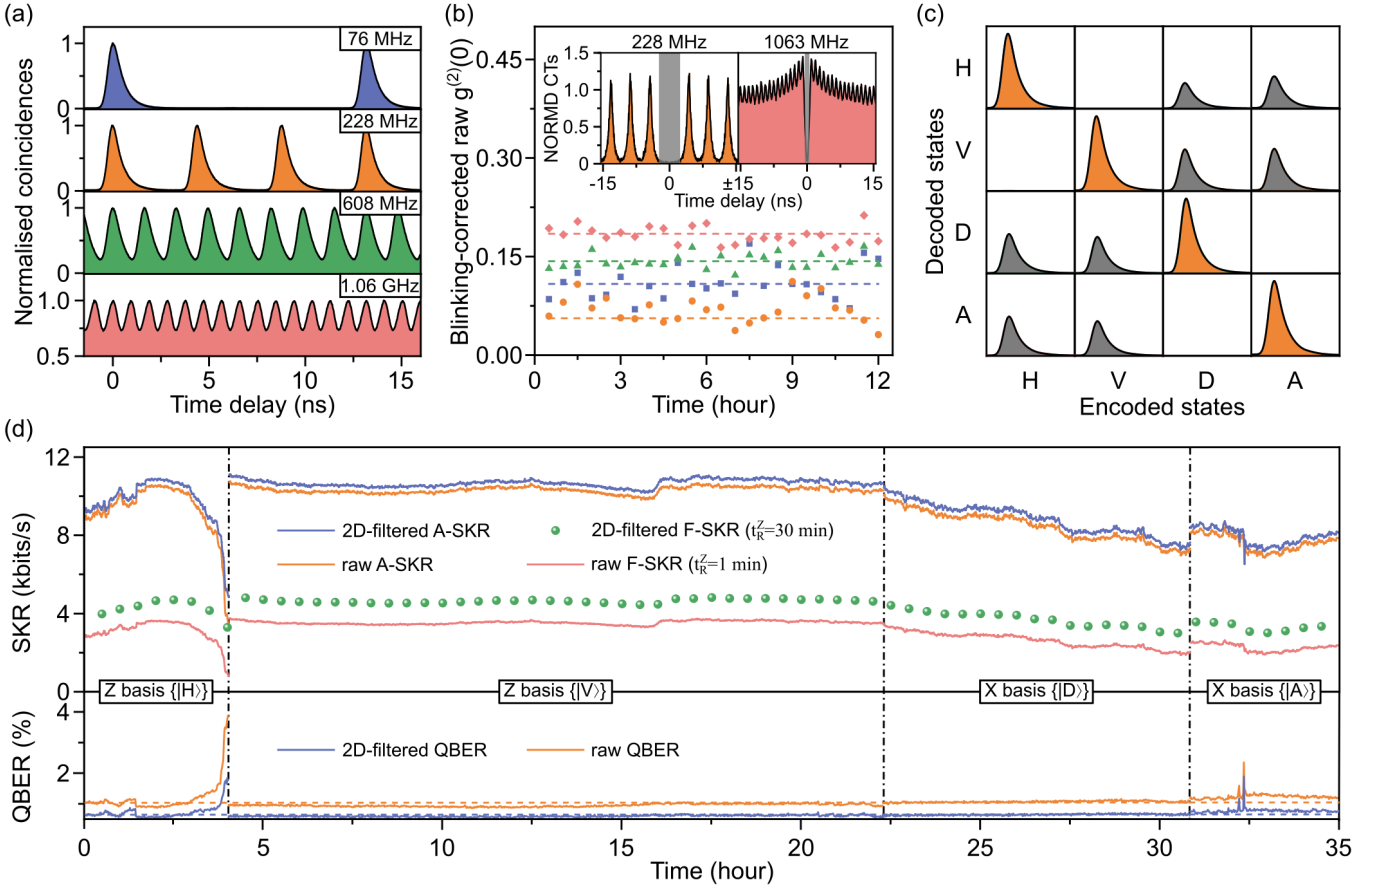 (a)
Normalised coincidences
76 MHz
1
0
228 MHz
1
0
608 MHz
1
0
1.06 GHz
1.0
0.5
0 5 10 15
Time delay (ns)
(b)
Blinking-corrected raw g(2)(0)
0.45
0.30
0.15
0.00
228 MHz 1063 MHz
NORMD CTs
1.5
1.0
0.5
0
-15 0 ±15 0 15
Time delay (ns)
0 3 6 9 12
Time (hour)
(c)
Decoded states
H
V
D
A
H V D A
Encoded states
(d)
SKR (kbits/s)
12
8
4
0
2D-filtered A-SKR
raw A-SKR
2D-filtered F-SKR (tZR=30 min)
raw F-SKR (tZR=1 min)
Z basis {|H⟩} Z basis {|V⟩} X basis {|D⟩} X basis {|A⟩}
QBER (%)
4
2
2D-filtered QBER raw QBER
0 5 10 15 20 25 30 35
Time (hour)